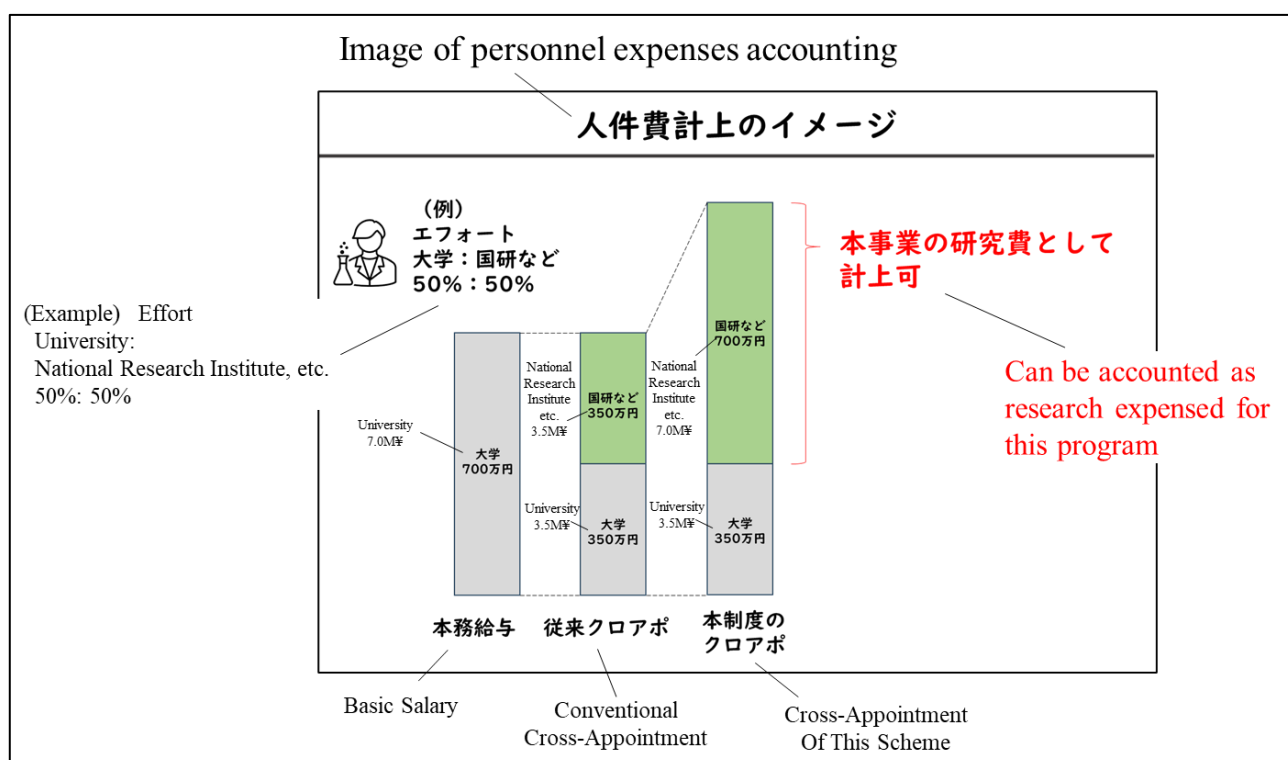 Image of personnel expenses accounting
人件費計上のイメージ
（例）
エフォート
大学：国研など
50%：50%
(Example) Effort
University:
National Research Institute, etc.
50%: 50%
本事業の研究費として
計上可
Can be accounted as
research expensed for
this program
University
7.0M¥
大学
700万円
National
Research
Institute
etc.
3.5M¥
国研など
350万円
University
3.5M¥
大学
350万円
National
Research
Institute
etc.
7.0M¥
国研など
700万円
University
3.5M¥
大学
350万円
本務給与
従来クロアポ
本制度の
クロアポ
Basic Salary
Conventional
Cross-Appointment
Cross-Appointment
Of This Scheme